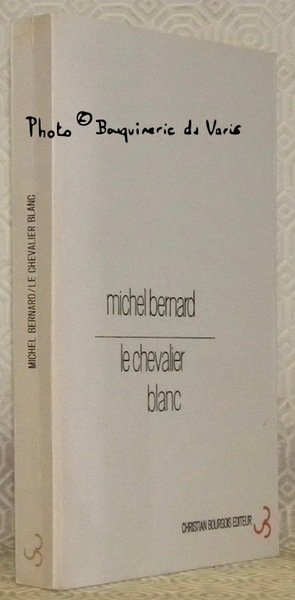 Photo © Bouquinerie du Varis
michel bernard
le chevalier
blanc
CHRISTIAN BOURGOIS EDITEUR
MICHEL BERNARD/LE CHEVALIER BLANC